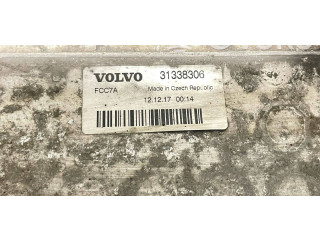 VOLVO 31338306
FCC7A Made in Czech Republic
12.12.17 00:14